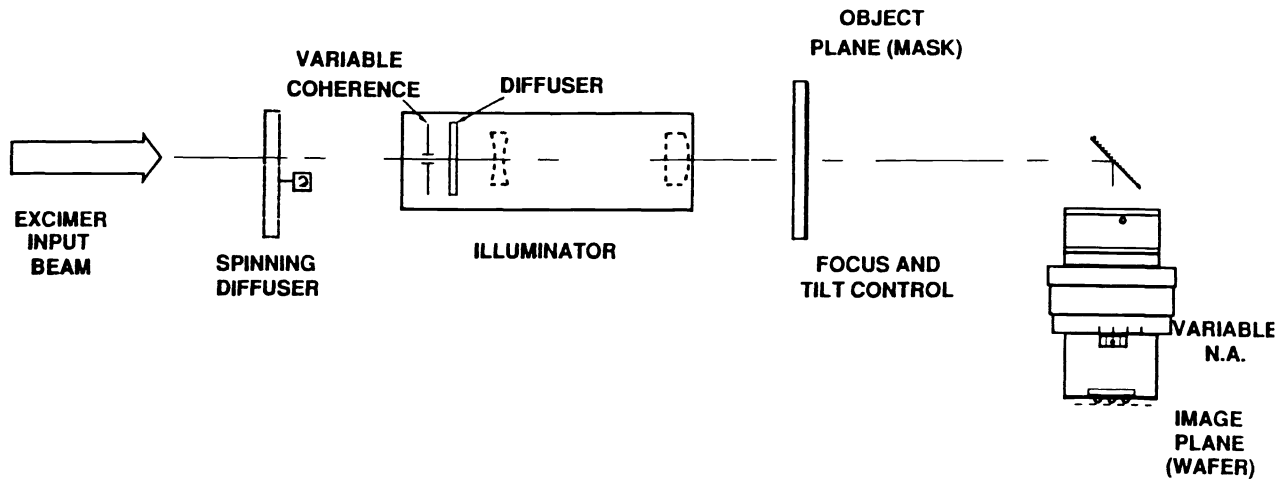 OBJECT
PLANE (MASK)
VARIABLE
COHERENCE
DIFFUSER
EXCIMER
INPUT
BEAM
SPINNING
DIFFUSER
ILLUMINATOR
FOCUS AND
TILT CONTROL
VARIABLE
N.A.
IMAGE
PLANE
(WAFER)